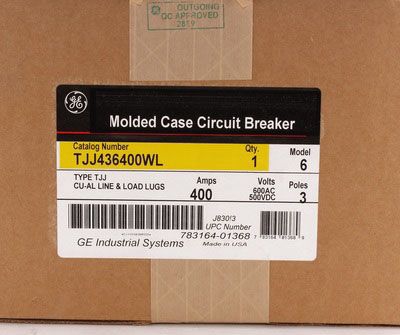 OUTGOING
QC APPROVED
2859
GE
Molded Case Circuit Breaker
Catalog Number
Qty.
Model
TJJ436400WL
1
6
TYPE TJJ
CU-AL LINE & LOAD LUGS
Amps
400
Volts
600AC
500VDC
Poles
3
J830!3
UPC Number
783164-01368
GE Industrial Systems
Made in USA